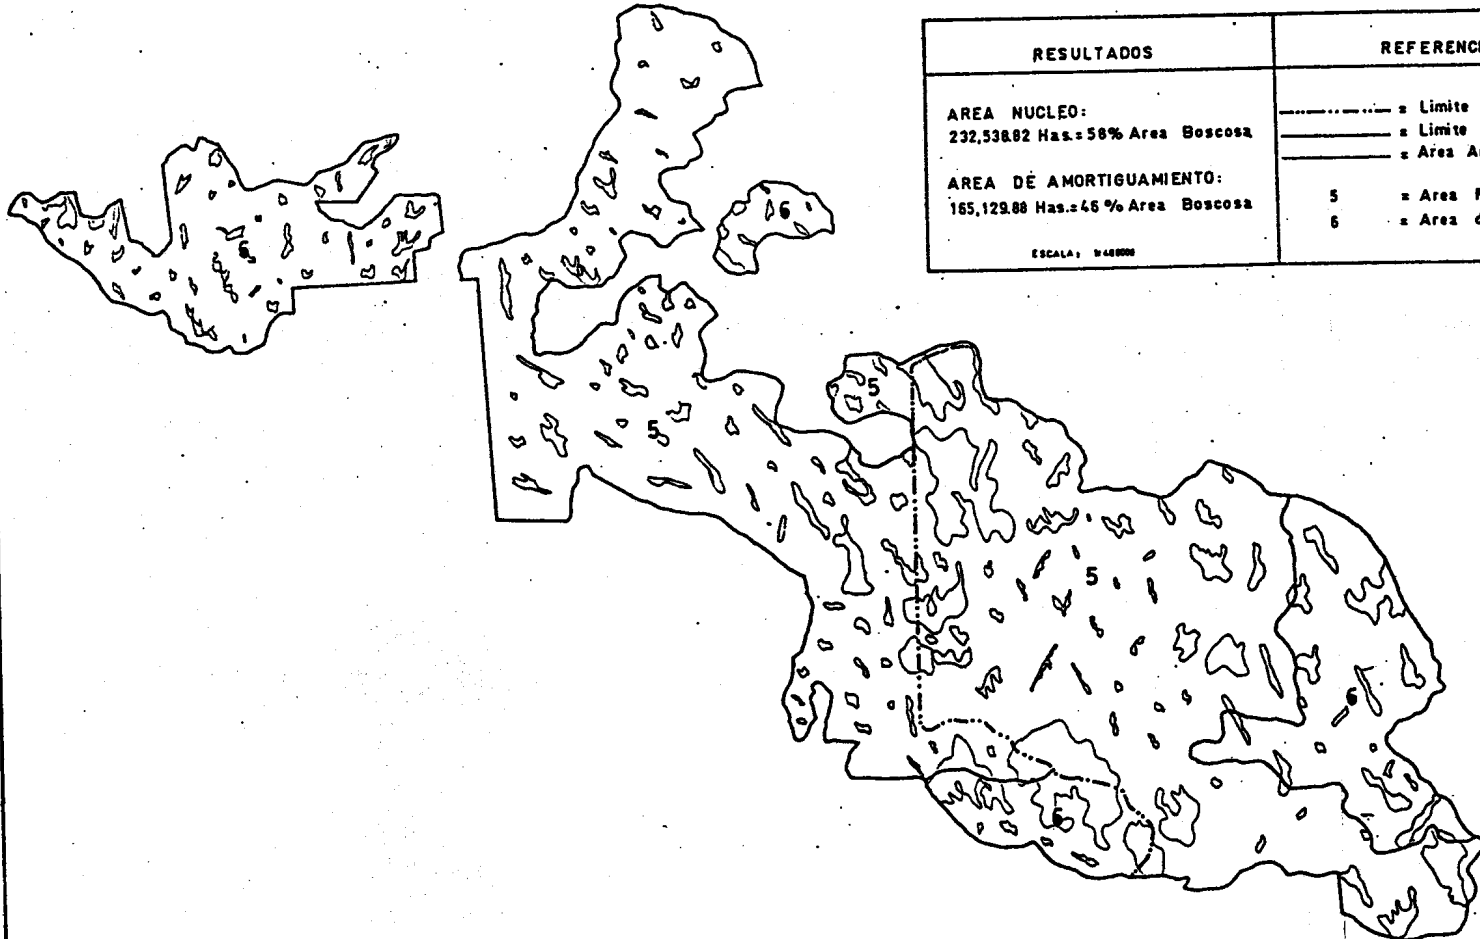 RESULTADOS
AREA NUCLEO:
232,538.82 Has.=58% Area Boscosa
AREA DE AMORTIGUAMIENTO:
165,129.88 Has.=46 % Area Boscosa
ESCALA:
REFERENC
= Limite
= Limite
= Area A
5 = Area
6 = Area
6
6
5
5
5
6
6